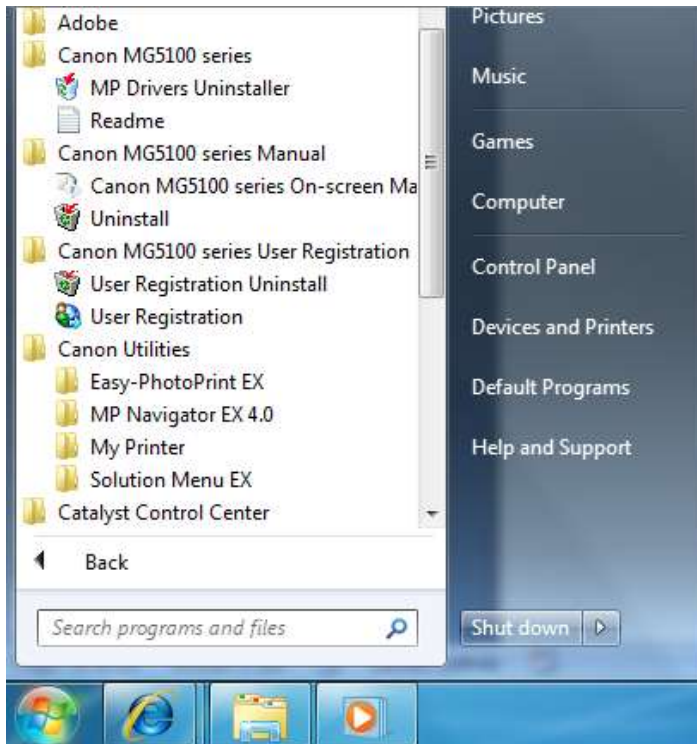 Adobe
Canon MG5100 series
MP Drivers Uninstaller
Readme
Canon MG5100 series Manual
Canon MG5100 series On-screen Ma
Uninstall
Canon MG5100 series User Registration
User Registration Uninstall
User Registration
Canon Utilities
Easy-PhotoPrint EX
MP Navigator EX 4.0
My Printer
Solution Menu EX
Catalyst Control Center
Back
Search programs and files
Pictures
Music
Games
Computer
Control Panel
Devices and Printers
Default Programs
Help and Support
Shut down